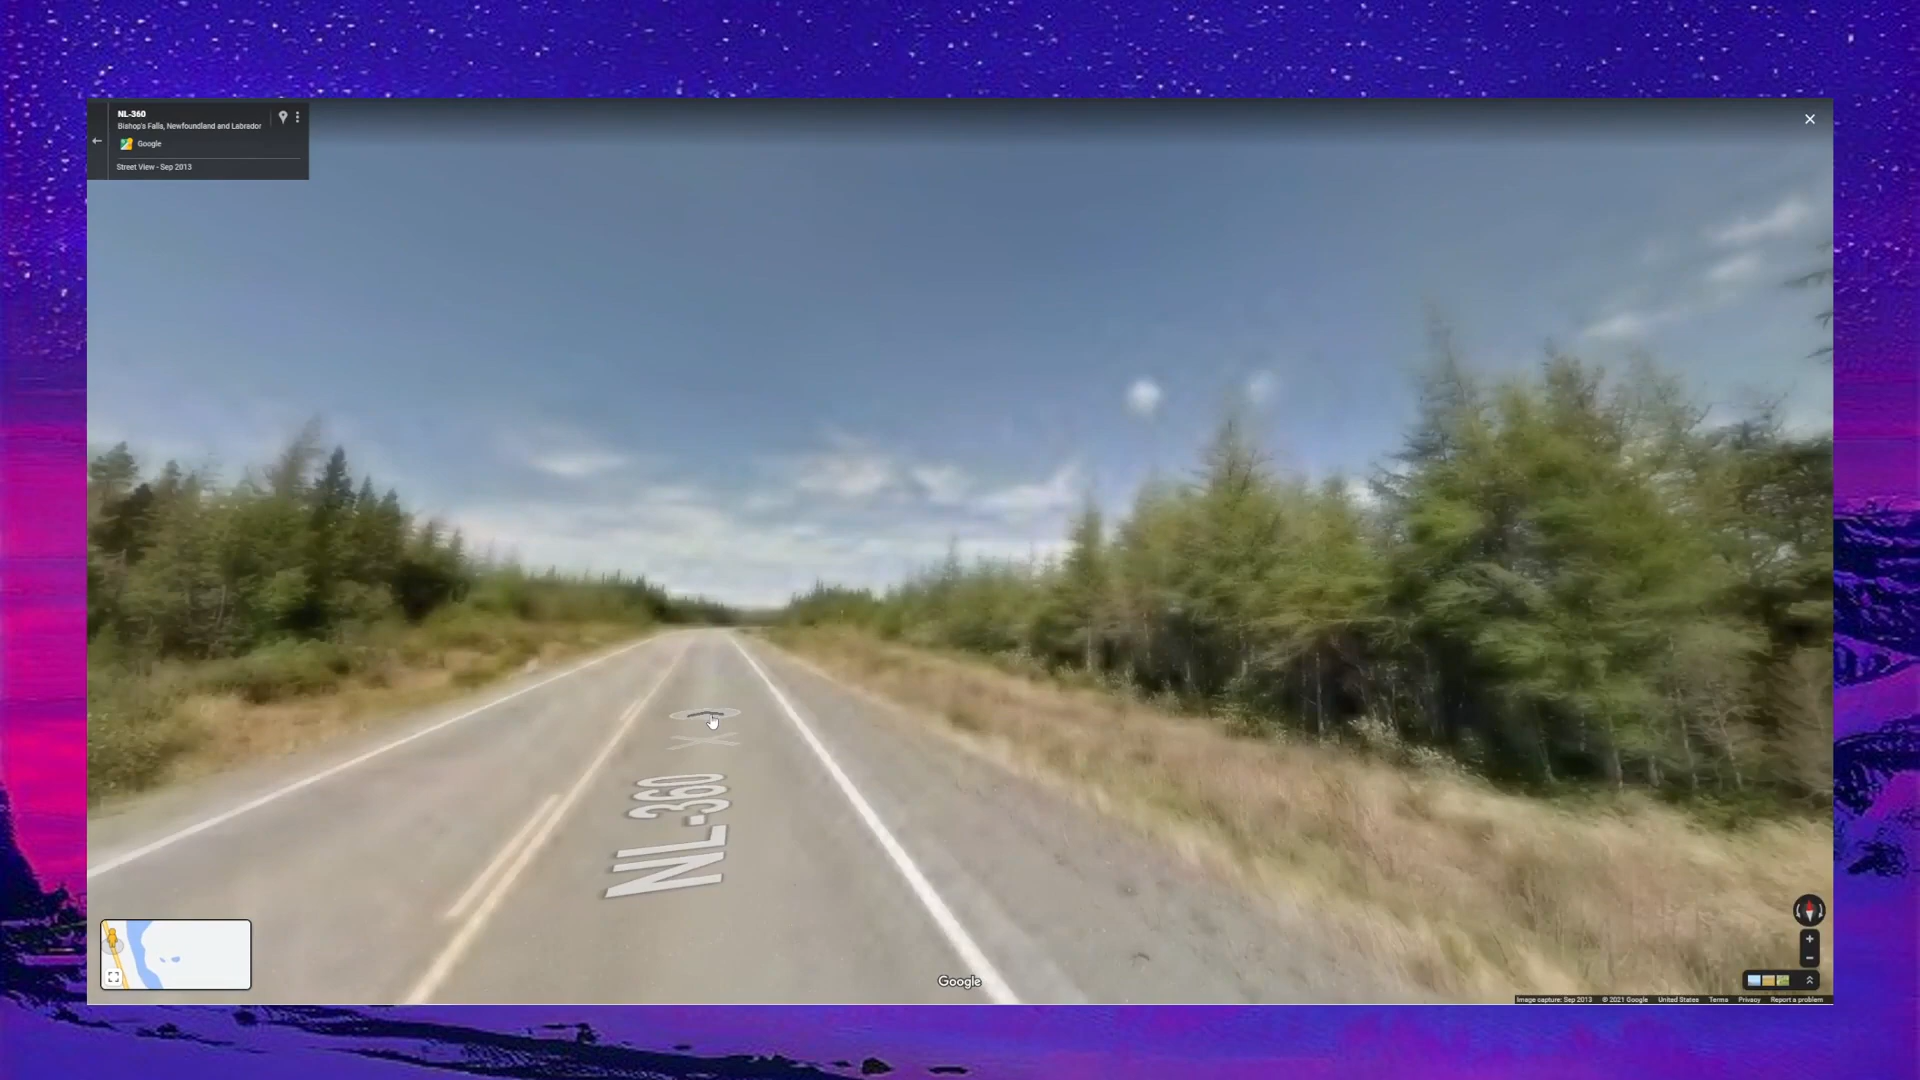 NL-360
Bishop's Falls, Newfoundland and Labrador
Google
Street View - Sep 2013
NL-360
Google
Image capture: Sep 2013 © 2021 Google United States Terms Privacy Report a problem